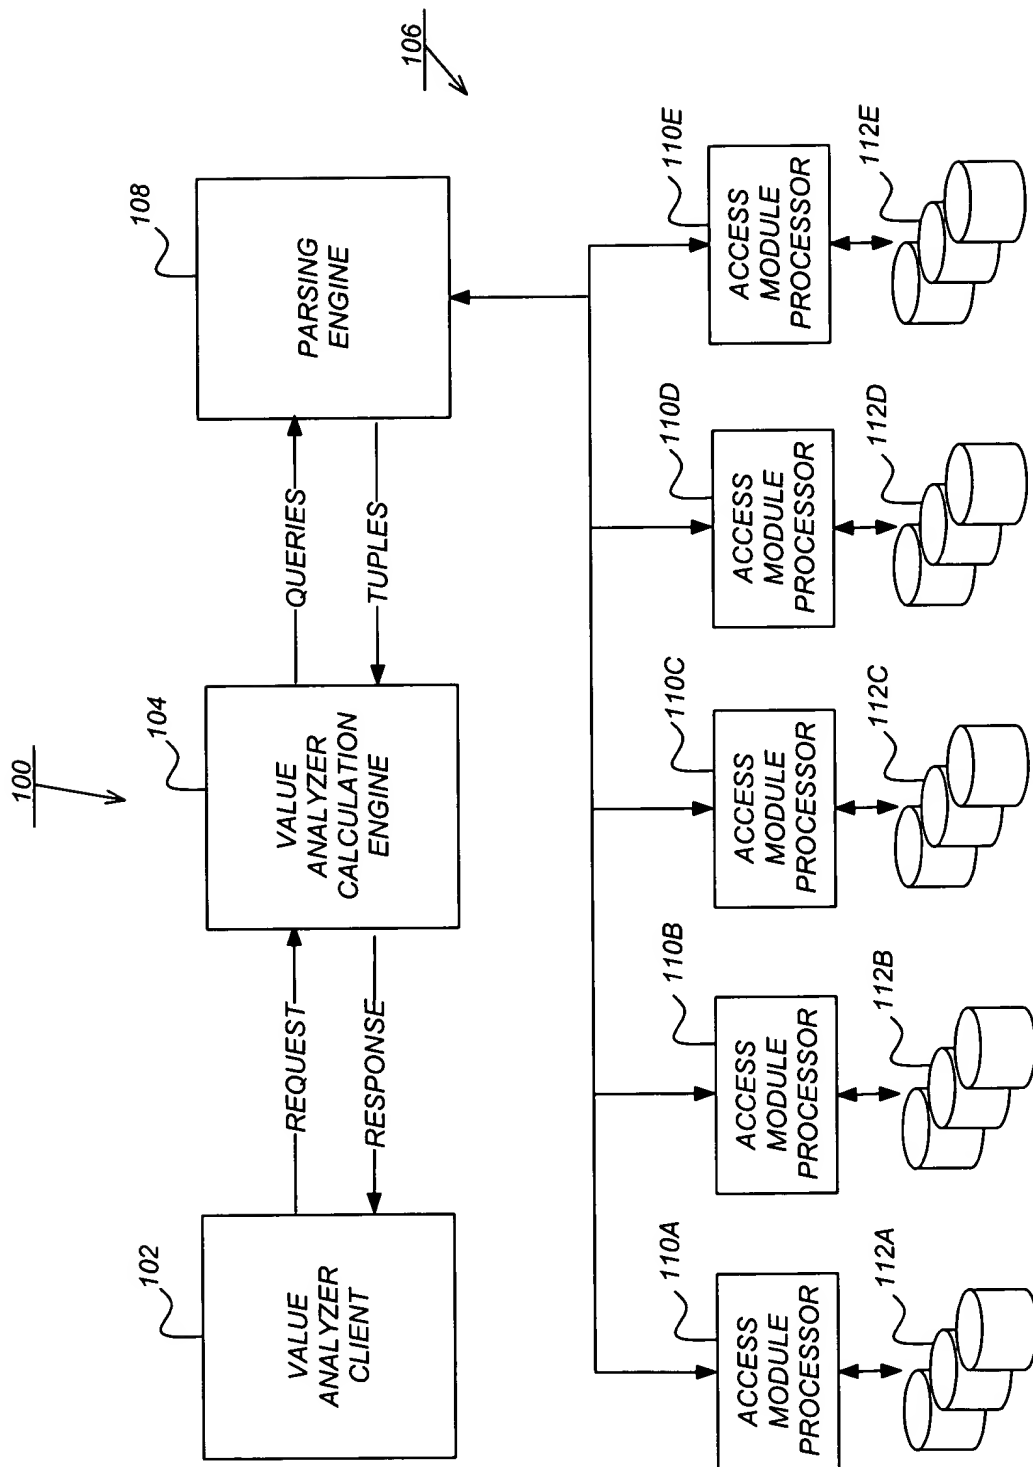 100
106
102
VALUE
ANALYZER
CLIENT
REQUEST
RESPONSE
104
VALUE
ANALYZER
CALCULATION
ENGINE
QUERIES
TUPLES
108
PARSING
ENGINE
110A
ACCESS
MODULE
PROCESSOR
112A
110B
ACCESS
MODULE
PROCESSOR
112B
110C
ACCESS
MODULE
PROCESSOR
112C
110D
ACCESS
MODULE
PROCESSOR
112D
110E
ACCESS
MODULE
PROCESSOR
112E